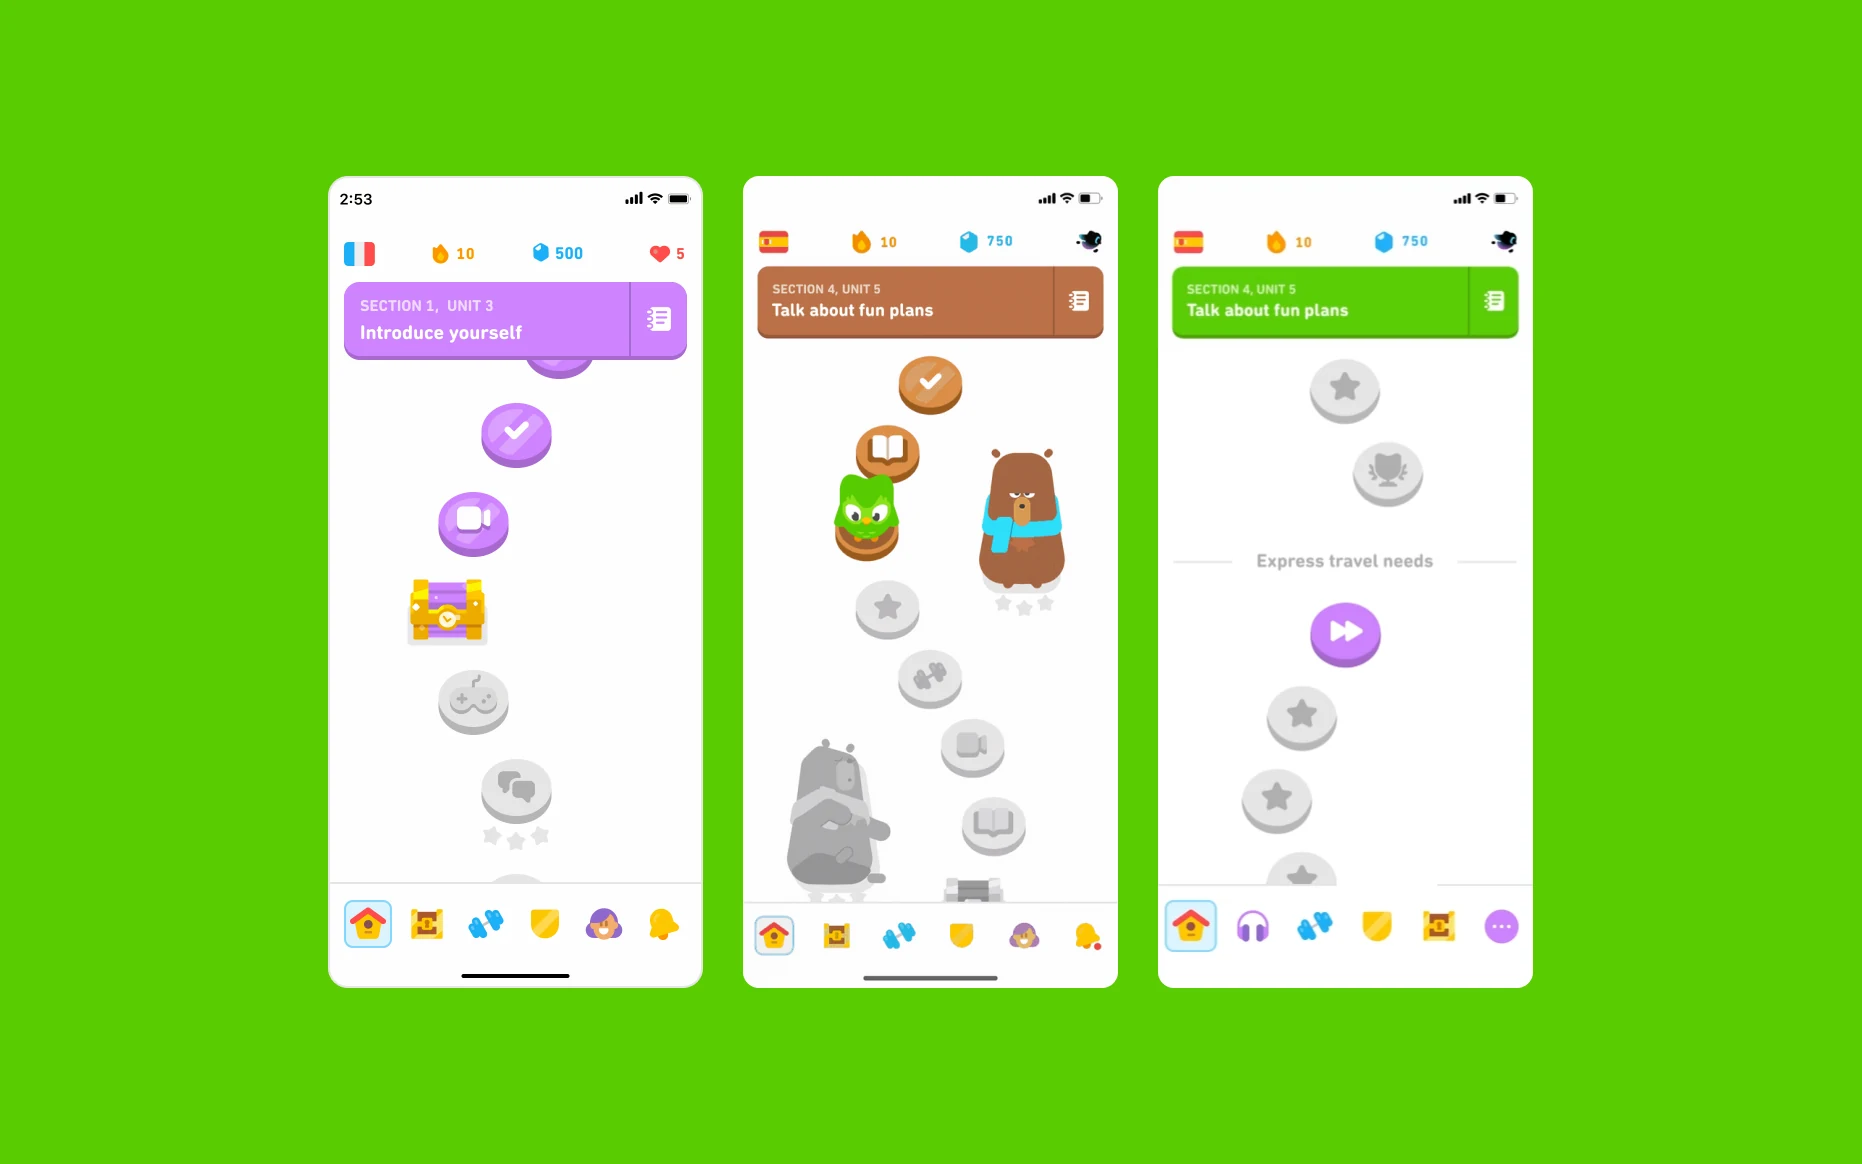 2:53
10
500
5
SECTION 1, UNIT 3
Introduce yourself
10
750
SECTION 4, UNIT 5
Talk about fun plans
10
750
SECTION 4, UNIT 5
Talk about fun plans
Express travel needs